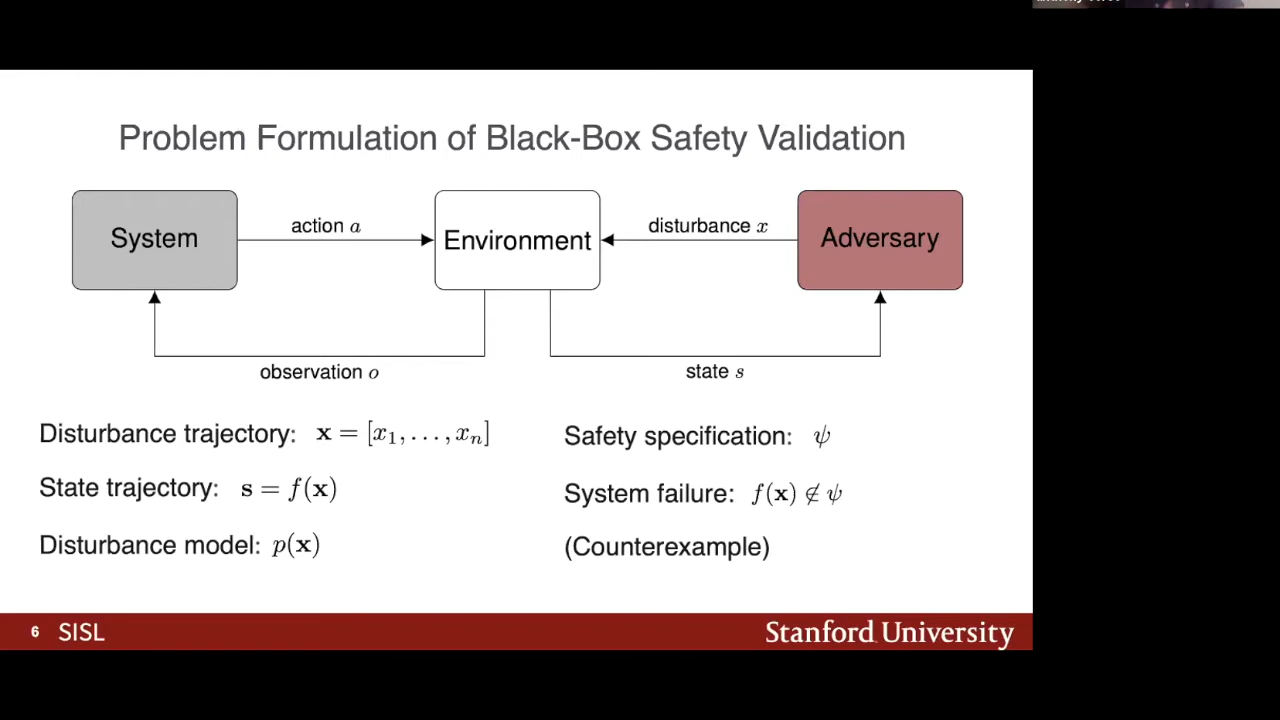 Problem Formulation of Black-Box Safety Validation
System
action a
Environment
disturbance x
Adversary
observation o
state s
Disturbance trajectory: x = [x₁, . . . , xₙ]
Safety specification: ψ
State trajectory: s = f(x)
System failure: f(x) ∉ ψ
Disturbance model: p(x)
(Counterexample)
6 SISL
Stanford University